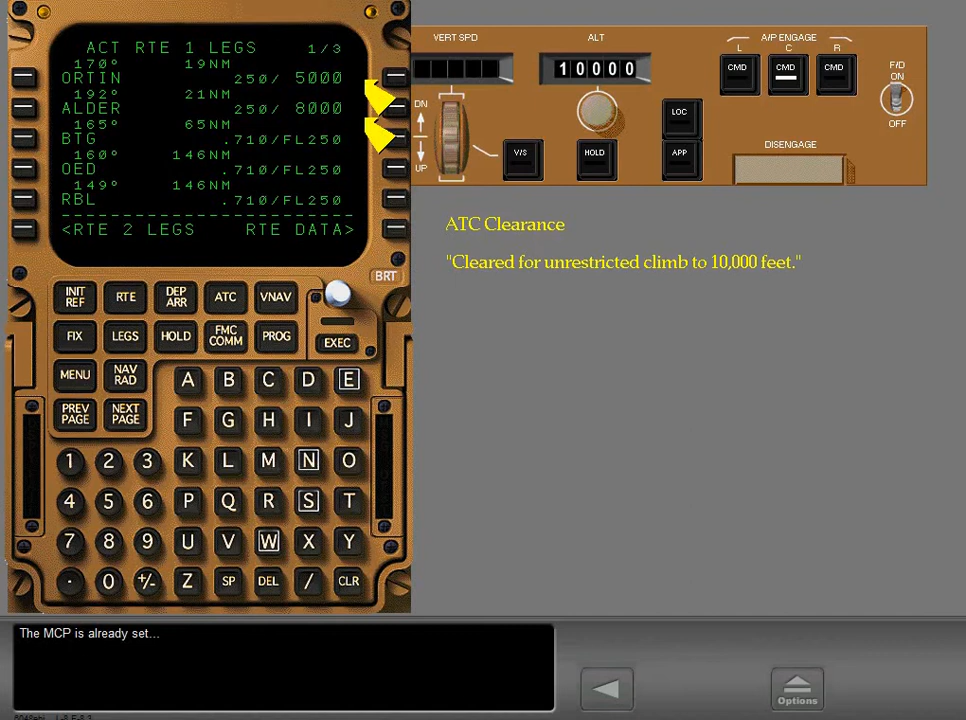 ACT RTE 1 LEGS 1/3
170° 19NM
ORTIN 250/ 5000
192° 21NM
ALDER 250/ 8000
165° 65NM
BTG .710/FL250
160° 146NM
OED .710/FL250
149° 146NM
RBL .710/FL250
<RTE 2 LEGS RTE DATA>
BRT
INIT REF RTE DEP ARR ATC VNAV
FIX LEGS HOLD FMC COMM PROG EXEC
MENU NAV RAD
PREV PAGE NEXT PAGE
A B C D E
F G H I J
1 2 3 K L M N O
4 5 6 P Q R S T
7 8 9 U V W X Y
. 0 +/- Z SP DEL / CLR
VERT SPD ALT A/P ENGAGE
L C R
10000
CMD CMD CMD
F/D
ON
OFF
DN
UP
V/S HOLD
LOC
APP
DISENGAGE
ATC Clearance
"Cleared for unrestricted climb to 10,000 feet."
The MCP is already set...
Options